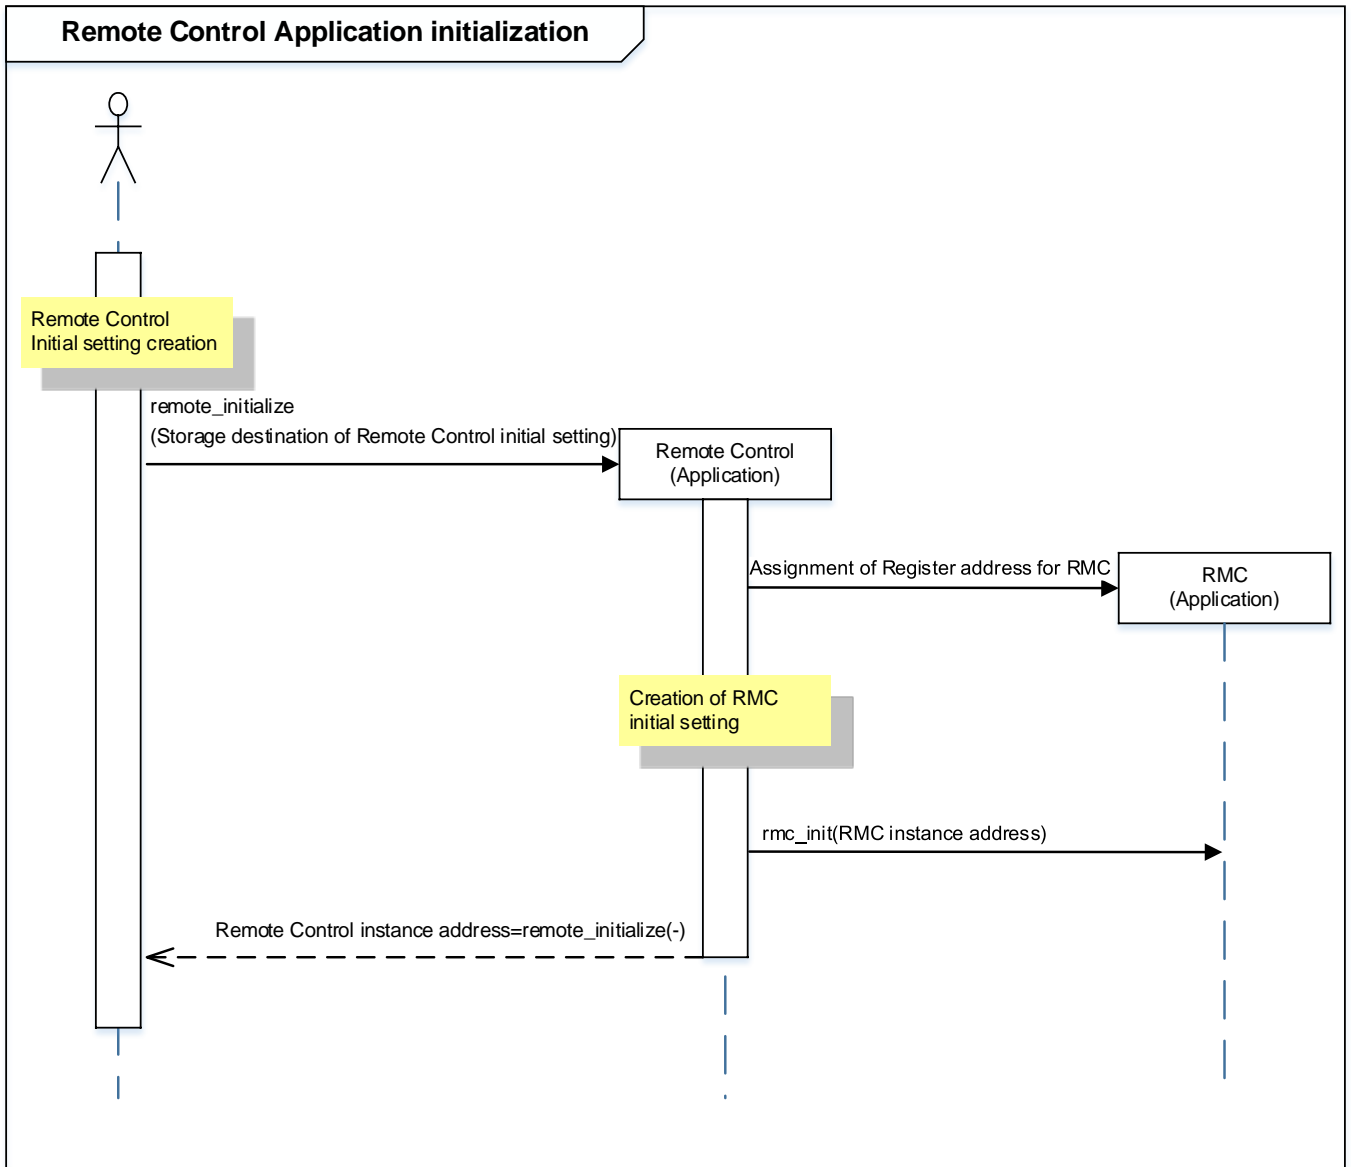 Remote Control Application initialization
Remote Control
Initial setting creation
remote_initialize
(Storage destination of Remote Control initial setting)
Remote Control
(Application)
Assignment of Register address for RMC
RMC
(Application)
Creation of RMC
initial setting
rmc_init(RMC instance address)
Remote Control instance address=remote_initialize(-)